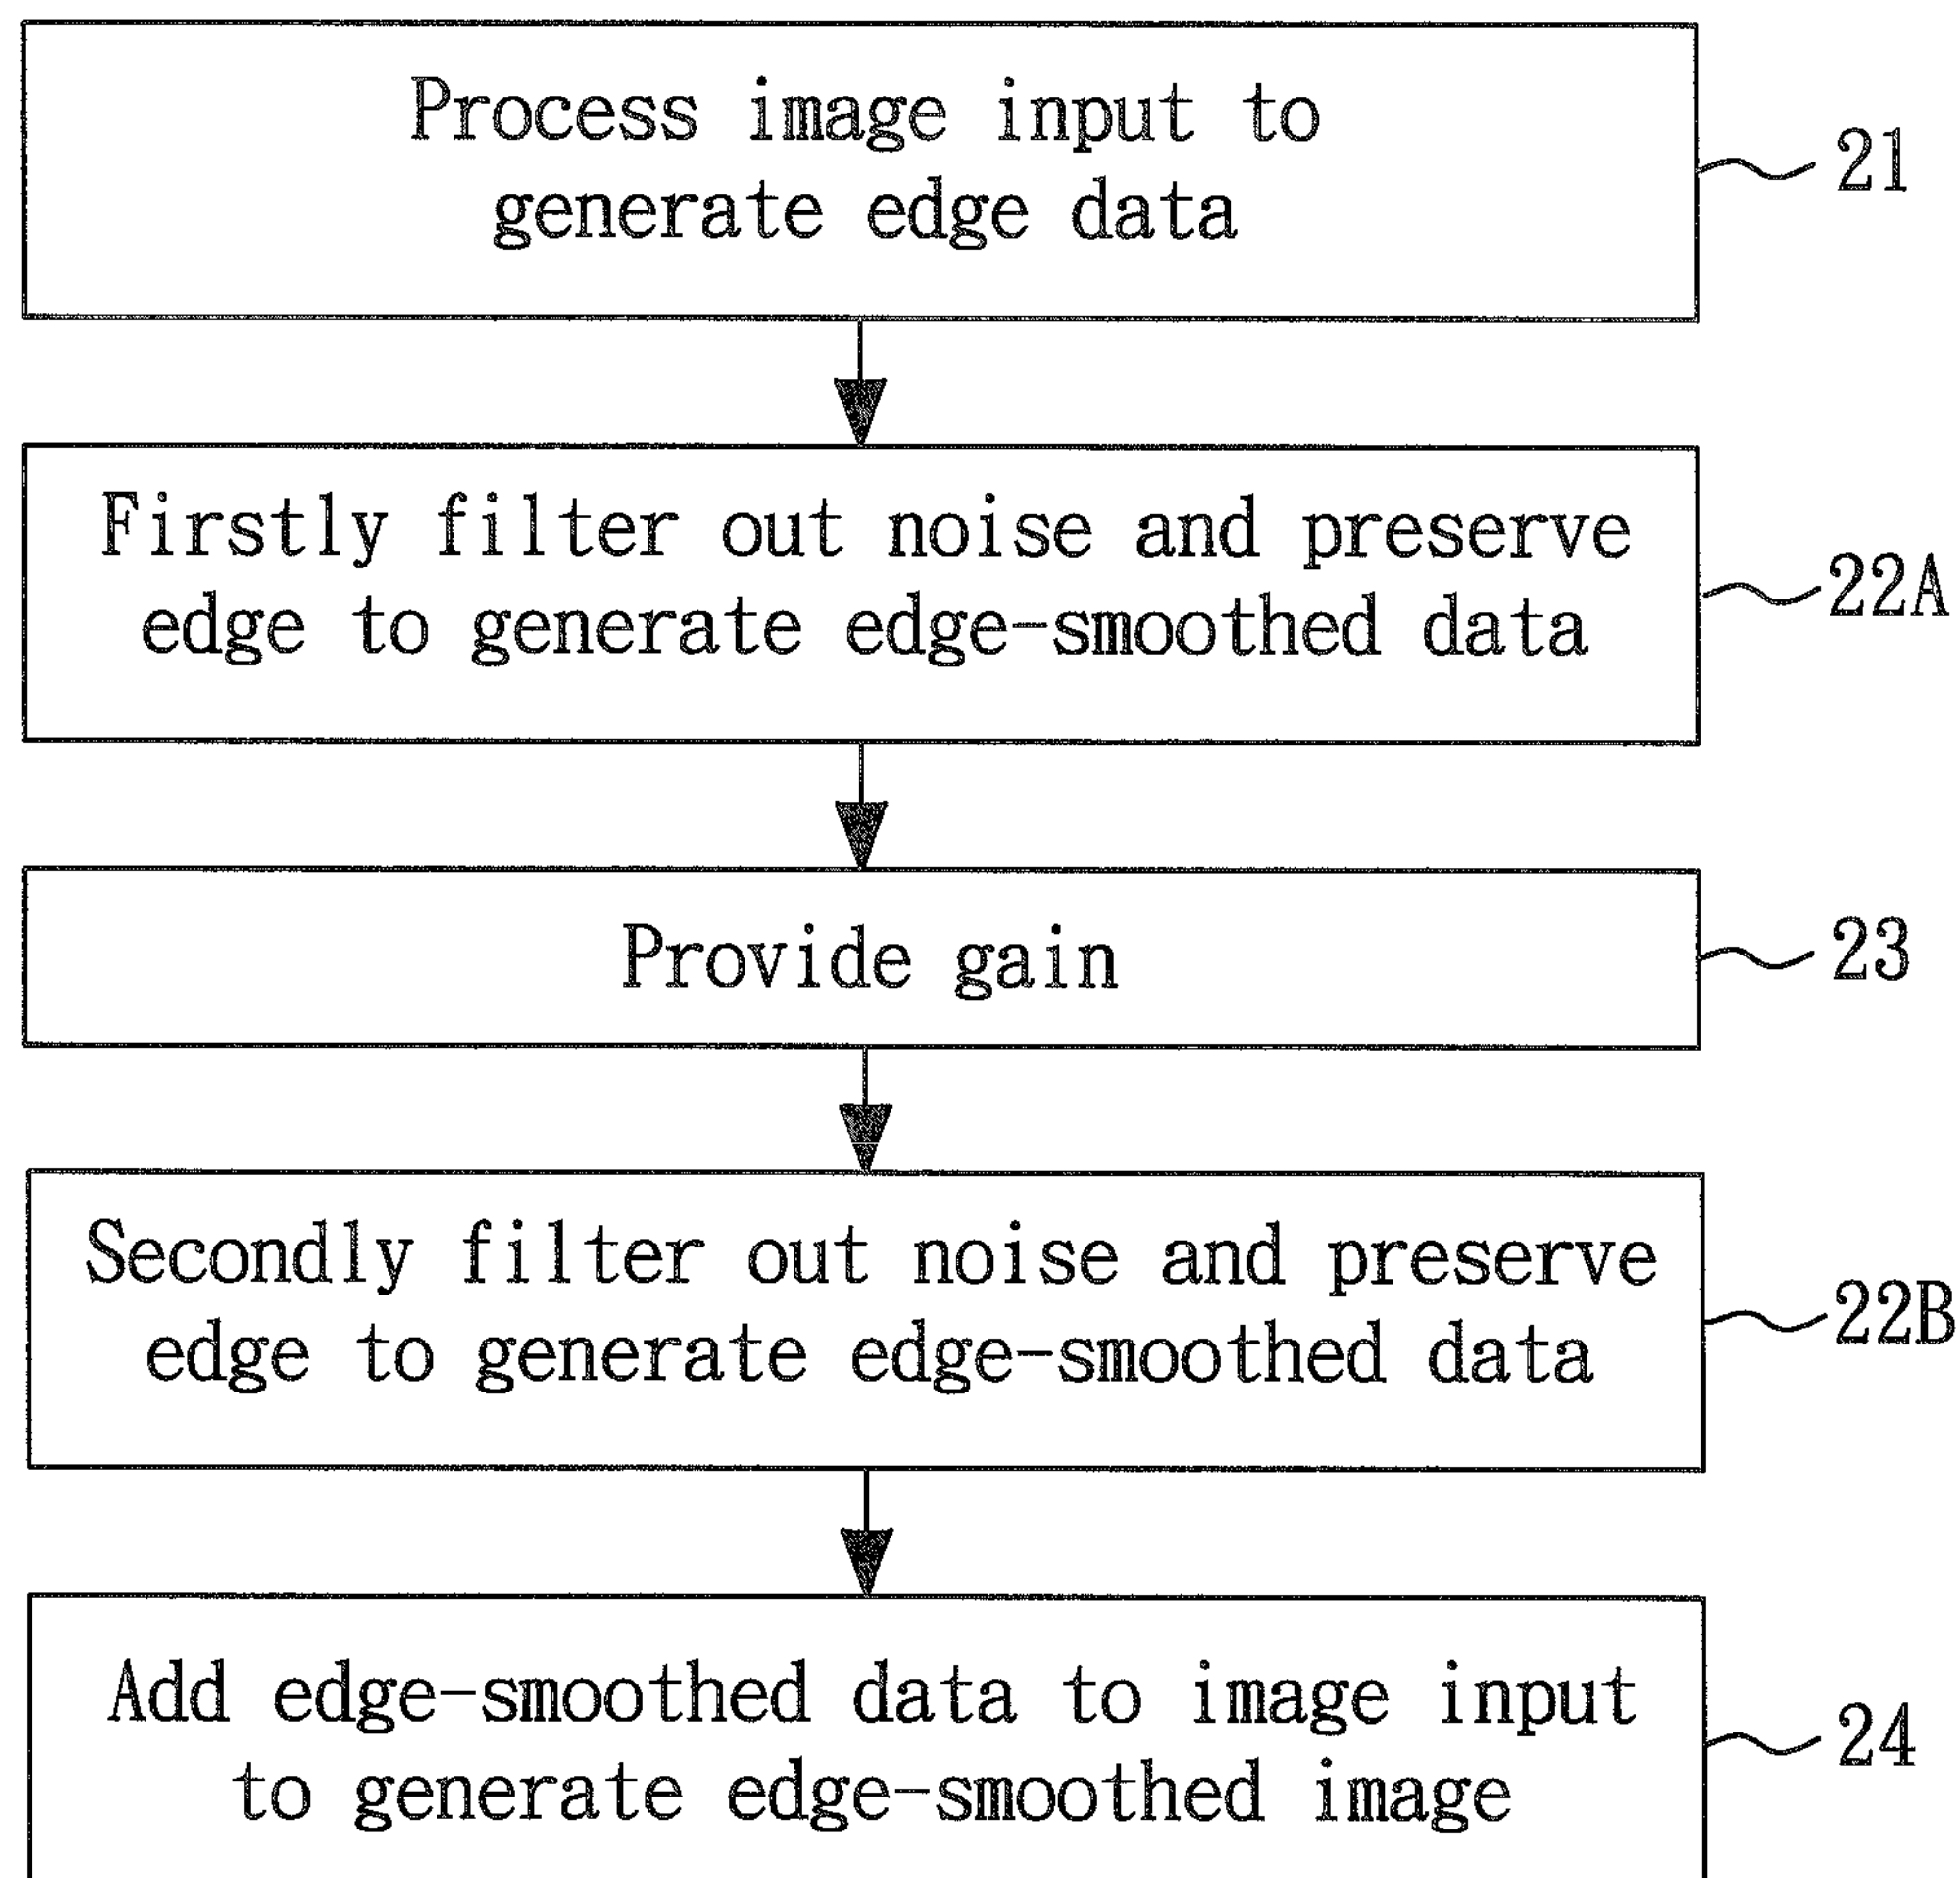 Process image input to
generate edge data
21
Firstly filter out noise and preserve
edge to generate edge-smoothed data
22A
Provide gain
23
Secondly filter out noise and preserve
edge to generate edge-smoothed data
22B
Add edge-smoothed data to image input
to generate edge-smoothed image
24